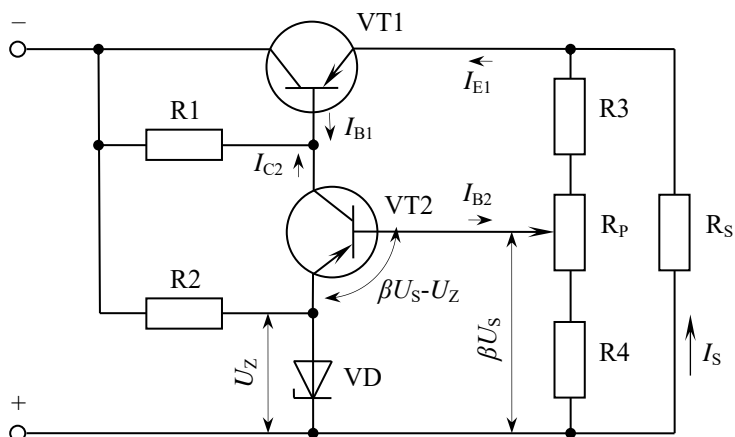 VT1
−
I_E1
R3
R1
I_B1
I_C2
I_B2
VT2
R_P
R_S
R2
βU_S-U_Z
βU_S
U_Z
VD
R4
I_S
+